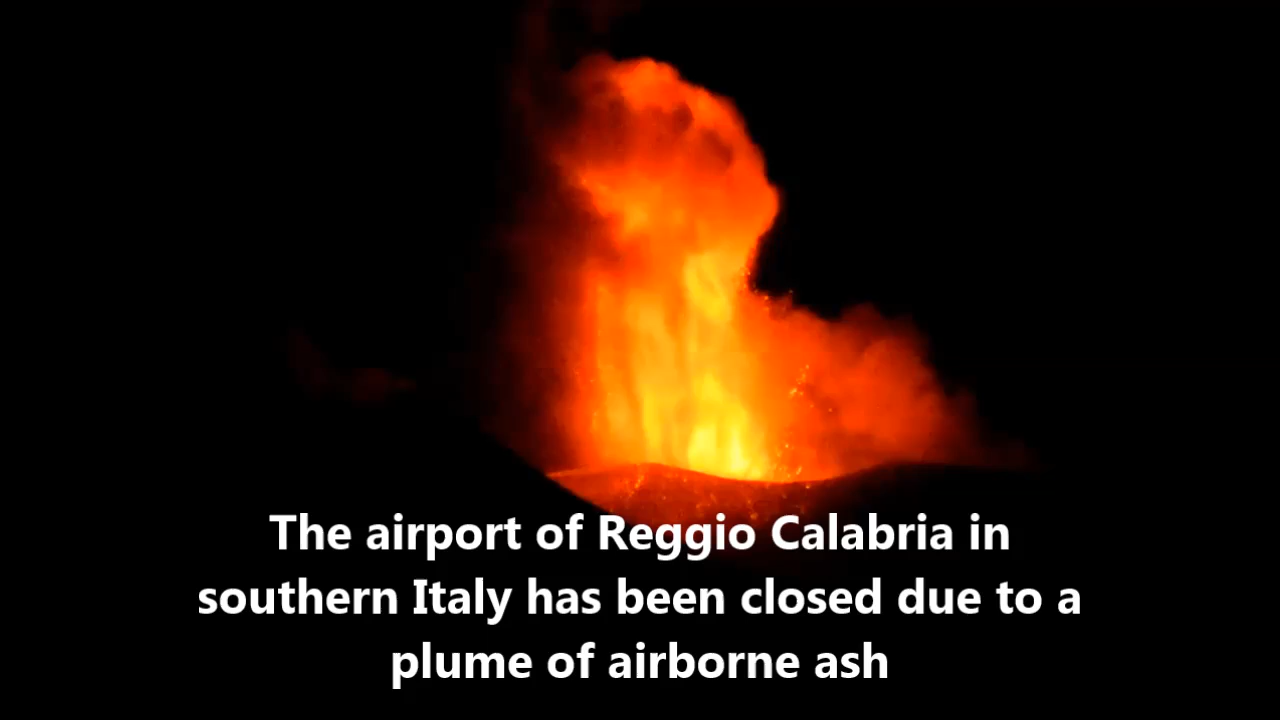 The airport of Reggio Calabria in
southern Italy has been closed due to a
plume of airborne ash